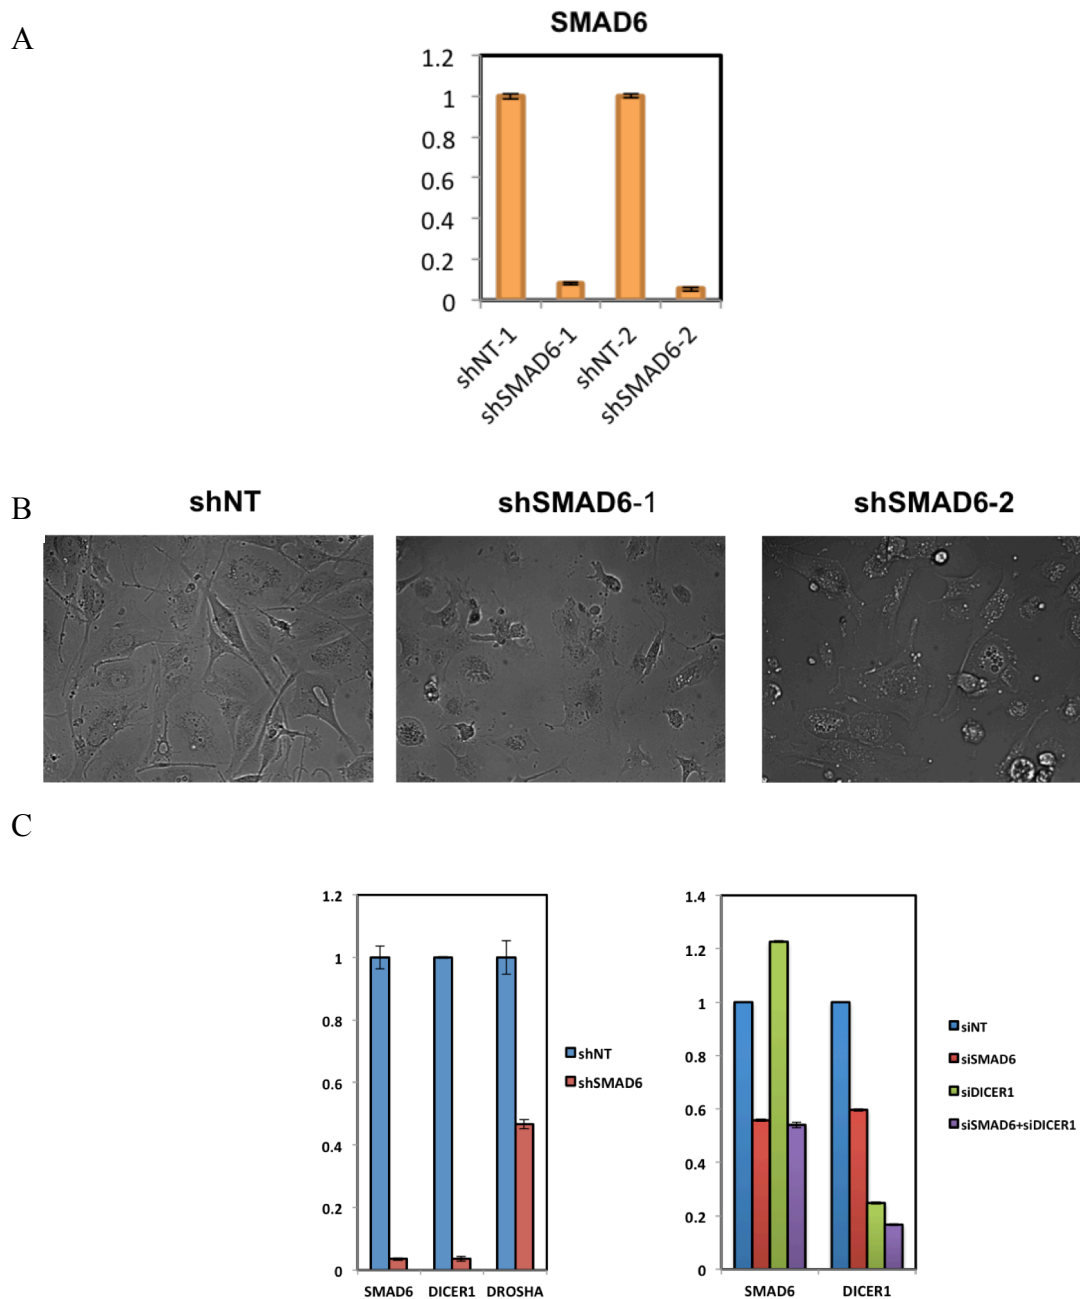 A
SMAD6
1.2
1
0.8
0.6
0.4
0.2
0
shNT-1
shSMAD6-1
shNT-2
shSMAD6-2
B
shNT
shSMAD6-1
shSMAD6-2
C
1.2
1
0.8
0.6
0.4
0.2
0
SMAD6 DICER1 DROSHA
shNT
shSMAD6
1.4
1.2
1
0.8
0.6
0.4
0.2
0
SMAD6 DICER1
siNT
siSMAD6
siDICER1
siSMAD6+siDICER1